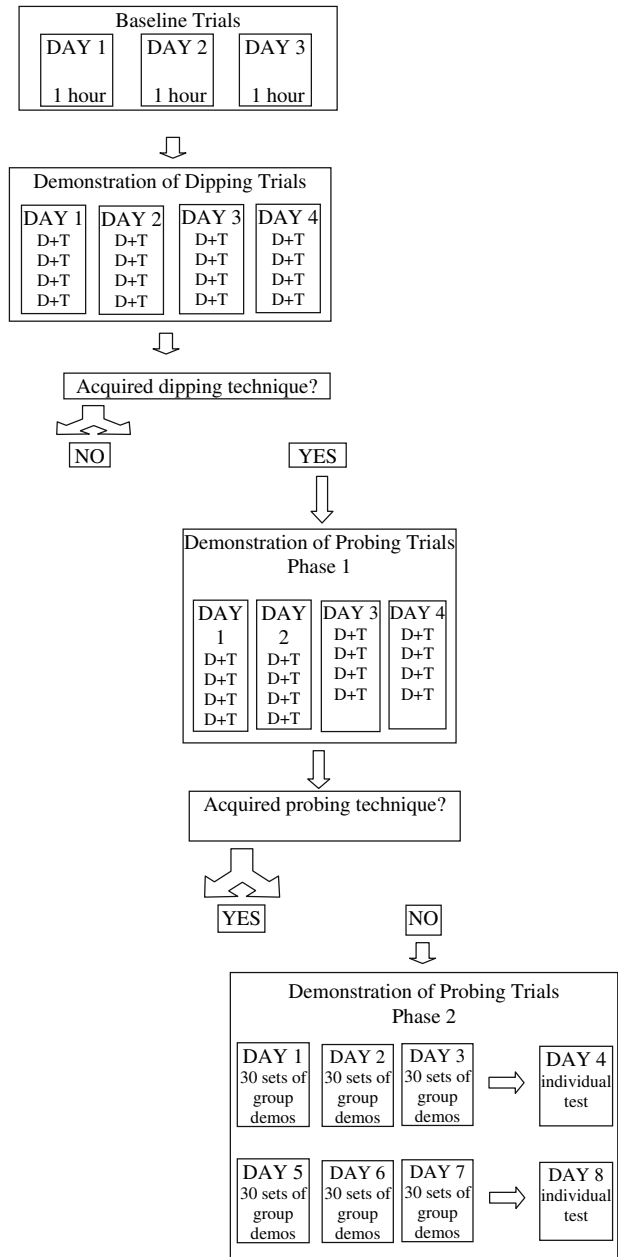 Baseline Trials
DAY 1 DAY 2 DAY 3
1 hour 1 hour 1 hour
Demonstration of Dipping Trials
DAY 1 DAY 2 DAY 3 DAY 4
D+T D+T D+T D+T
D+T D+T D+T D+T
D+T D+T D+T D+T
D+T D+T D+T D+T
Acquired dipping technique?
NO YES
Demonstration of Probing Trials
Phase 1
DAY DAY DAY 3 DAY 4
1 2 D+T D+T
D+T D+T D+T D+T
D+T D+T D+T D+T
D+T D+T D+T D+T
D+T D+T
Acquired probing technique?
YES NO
Demonstration of Probing Trials
Phase 2
DAY 1 DAY 2 DAY 3 DAY 4
30 sets of 30 sets of 30 sets of individual
group group group test
demos demos demos
DAY 5 DAY 6 DAY 7 DAY 8
30 sets of 30 sets of 30 sets of individual
group group group test
demos demos demos